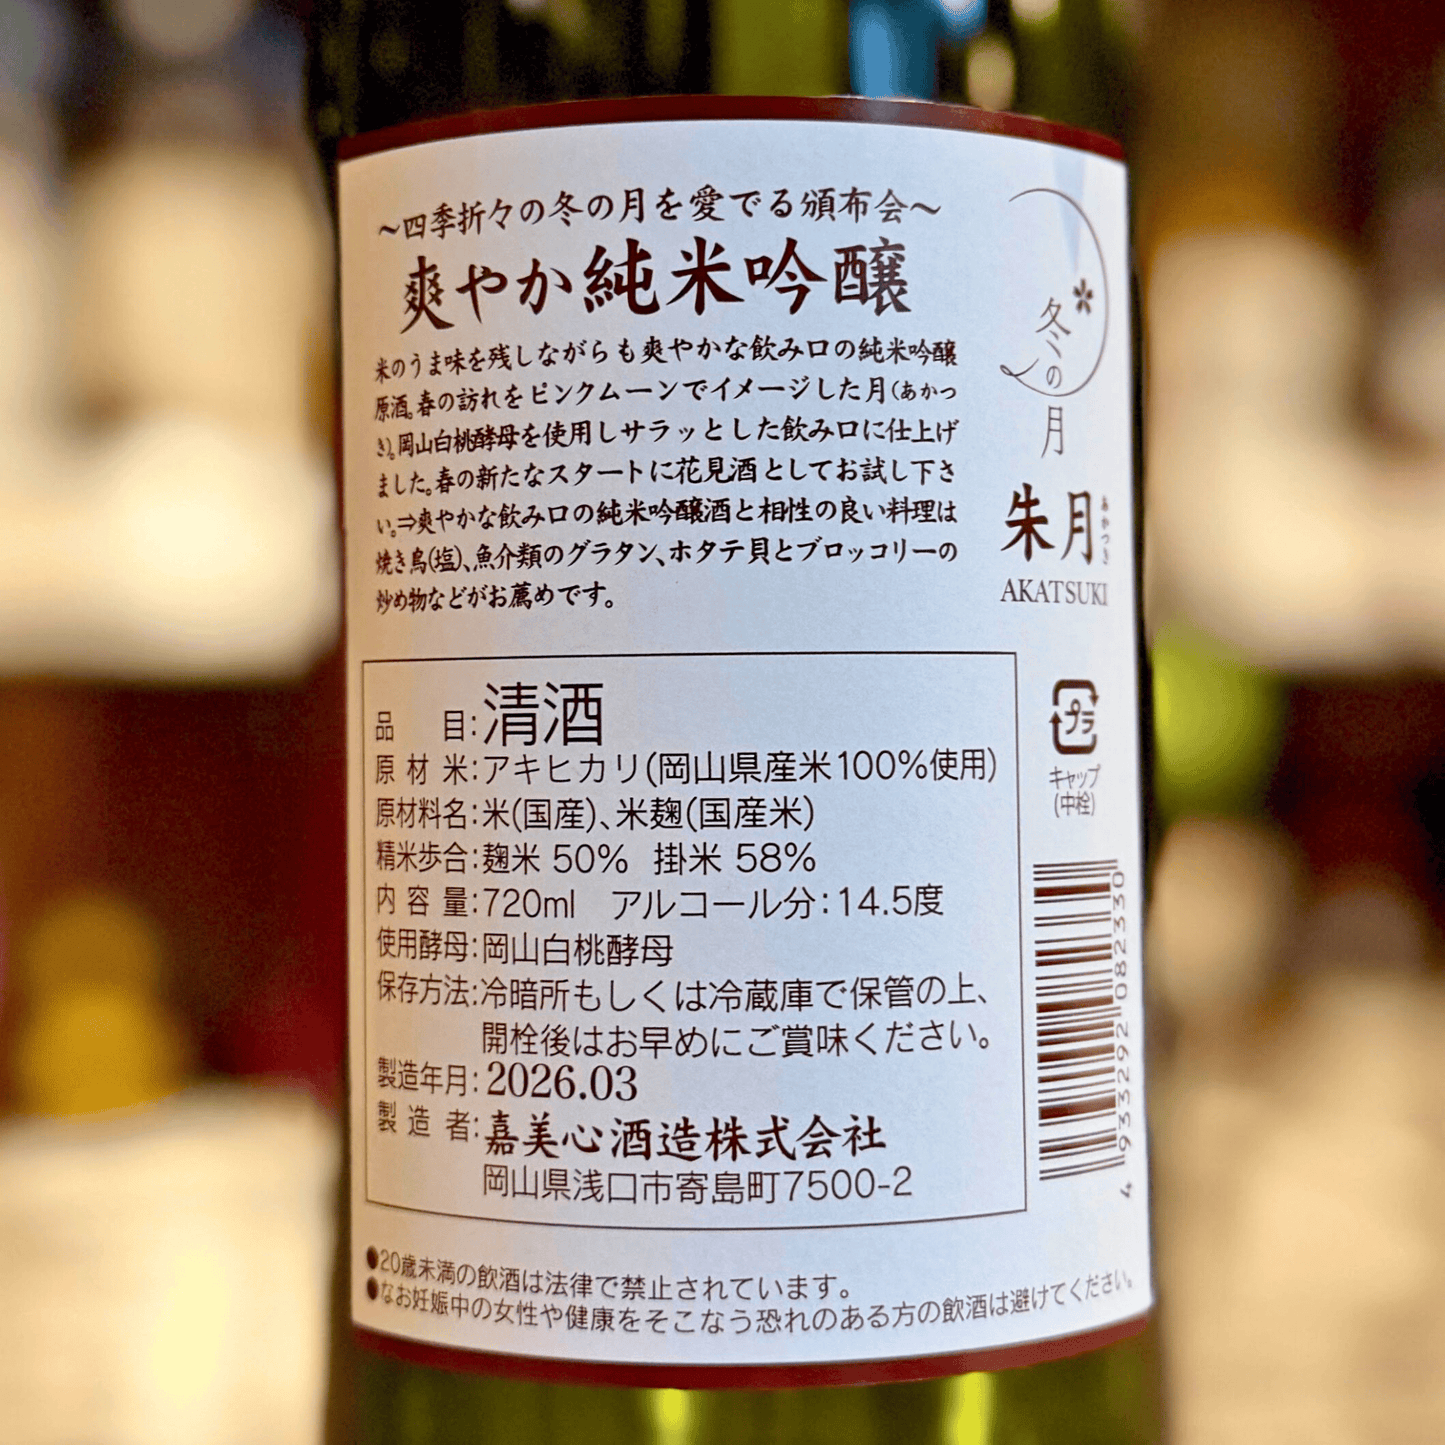 ～四季折々の冬の月を愛でる頒布会～
爽やか純米吟醸
米のうま味を残しながらも爽やかな飲み口の純米吟醸
原酒。春の訪れをピンクムーンでイメージした月(あかつ
き)。岡山白桃酵母を使用しサラッとした飲み口に仕上げ
ました。春の新たなスタートに花見酒としてお試し下さ
い。⇒爽やかな飲み口の純米吟醸酒と相性の良い料理は
焼き鳥(塩)、魚介類のグラタン、ホタテ貝とブロッコリーの
炒め物などがお薦めです。
冬の月
朱月
あかつき
AKATSUKI
プラ
キャップ
(中栓)
4 933292 082330
品目:清酒
原材米:アキヒカリ(岡山県産米100%使用)
原材料名:米(国産)、米麹(国産米)
精米歩合:麹米 50% 掛米 58%
内容量:720ml アルコール分:14.5度
使用酵母:岡山白桃酵母
保存方法:冷暗所もしくは冷蔵庫で保管の上、
開栓後はお早めにご賞味ください。
製造年月:2026.03
製造者:嘉美心酒造株式会社
岡山県浅口市寄島町7500-2
●20歳未満の飲酒は法律で禁止されています。
●なお妊娠中の女性や健康をそこなう恐れのある方の飲酒は避けてください。